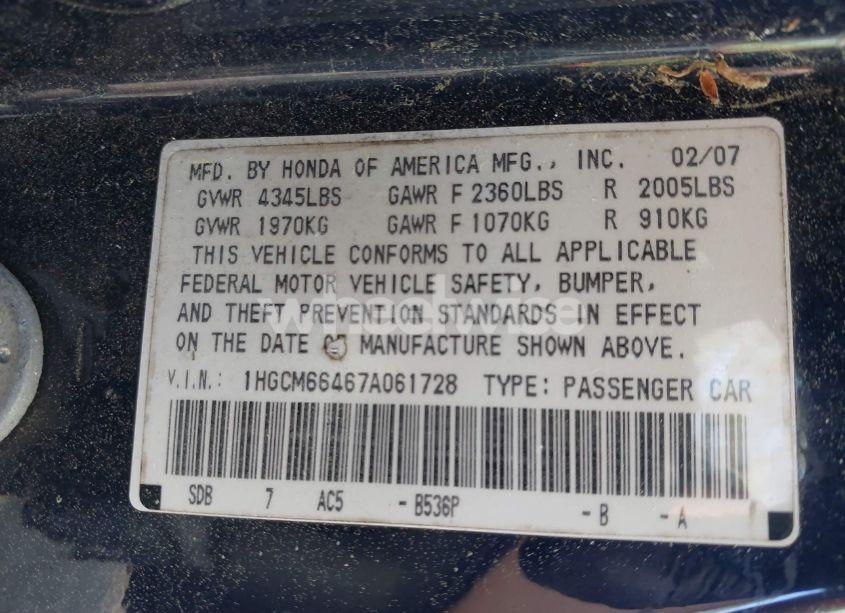 MFD. BY HONDA OF AMERICA MFG., INC. 02/07
GVWR 4345LBS GAWR F 2360LBS R 2005LBS
GVWR 1970KG GAWR F 1070KG R 910KG
THIS VEHICLE CONFORMS TO ALL APPLICABLE
FEDERAL MOTOR VEHICLE SAFETY, BUMPER,
AND THEFT PREVENTION STANDARDS IN EFFECT
wheelwise
ON THE DATE OF MANUFACTURE SHOWN ABOVE.
V.I.N.: 1HGCM66467A061728 TYPE: PASSENGER CAR
SDB 7 AC5 -B536P -B -A